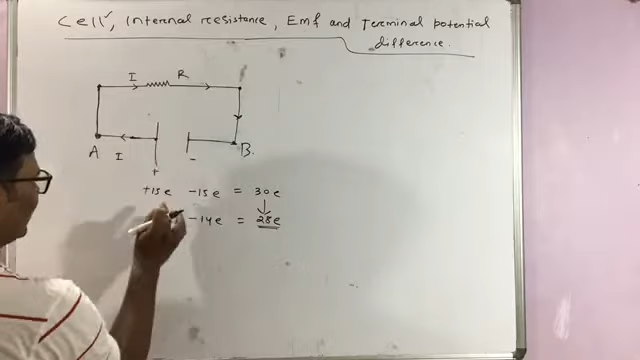 Cell, Internal resistance, Emf and Terminal potential
difference.
I R
A I B.
+ -
+15e -15e = 30e
-14e = 28e